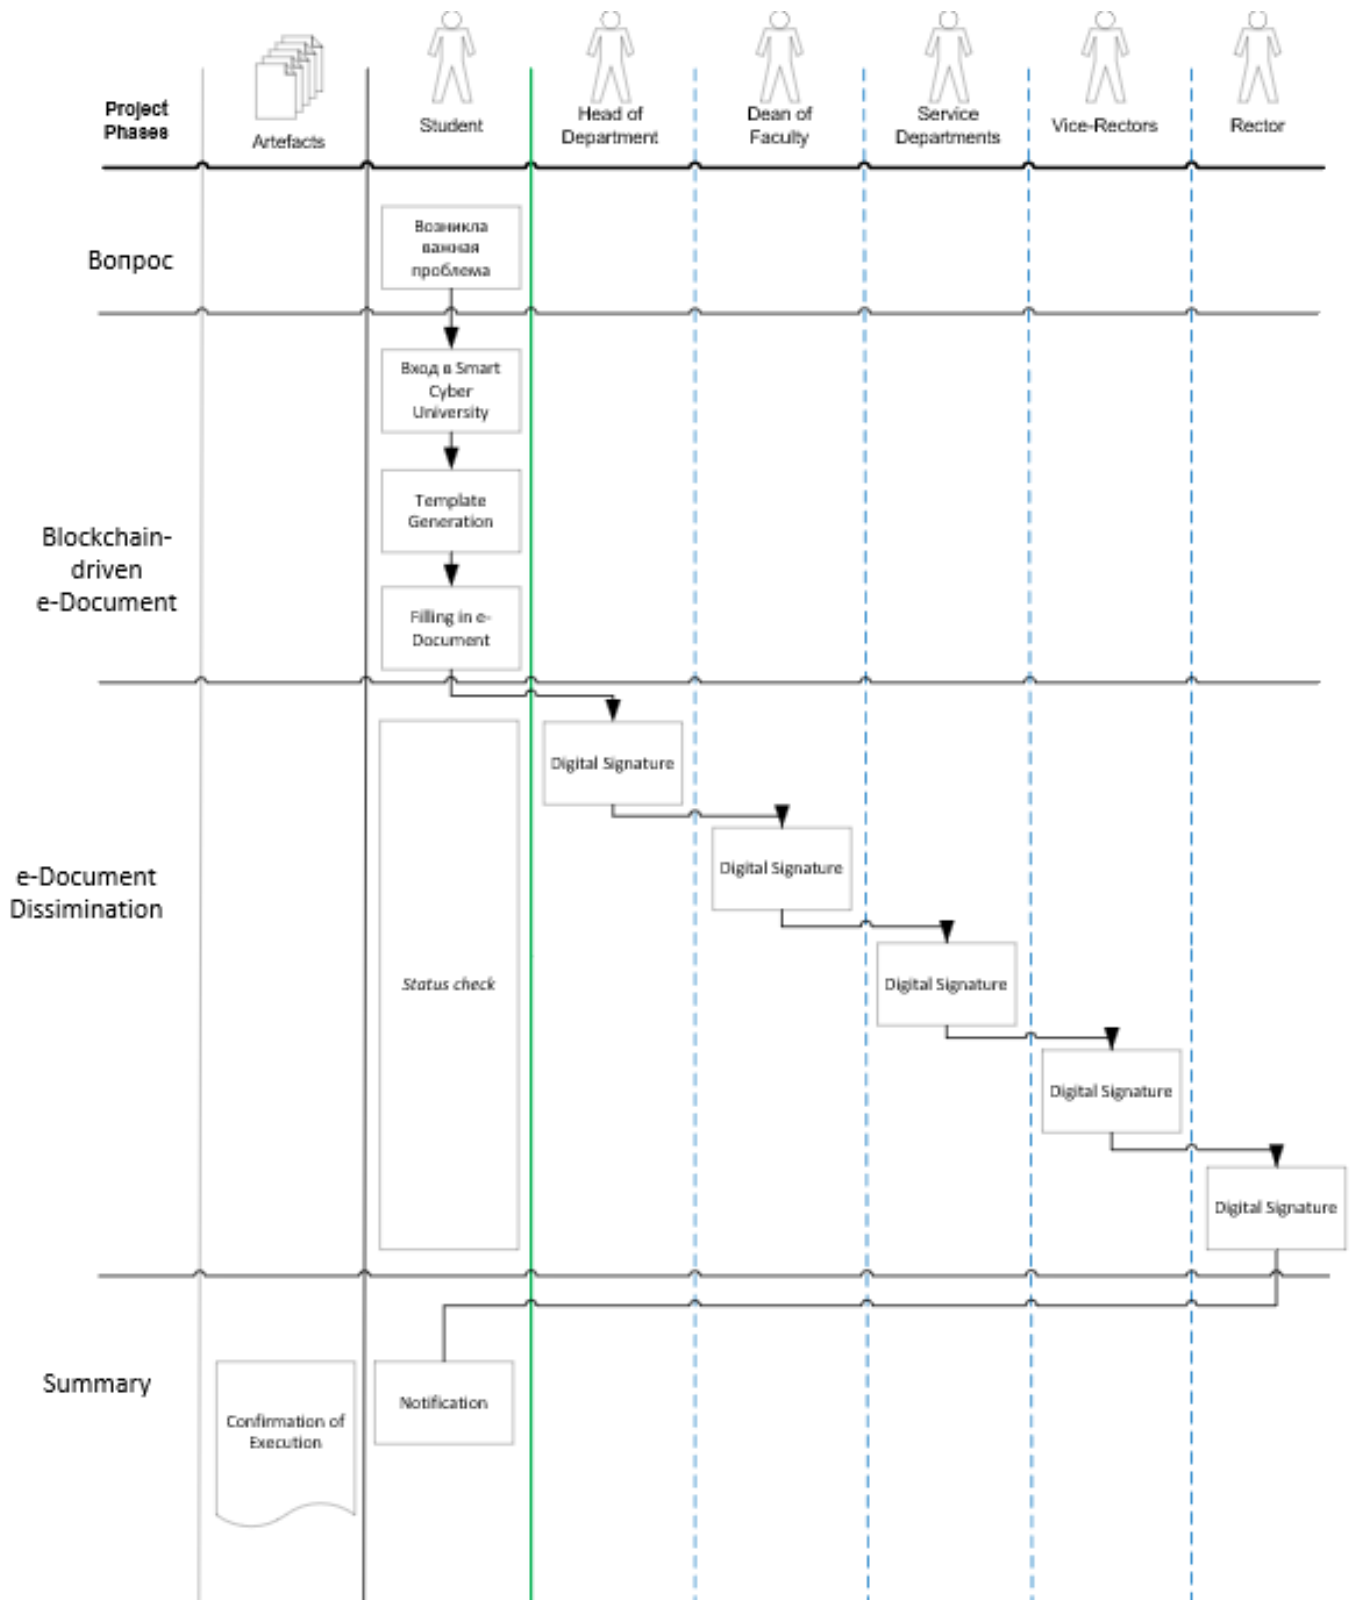 Project
Phases
Artefacts
Student
Head of
Department
Dean of
Faculty
Service
Departments
Vice-Rectors
Rector
Вопрос
Возникла
важная
проблема
Blockchain-
driven
e-Document
Вход в Smart
Cyber
University
Template
Generation
Filling in e-
Document
e-Document
Dissimination
Status check
Digital Signature
Digital Signature
Digital Signature
Digital Signature
Digital Signature
Summary
Confirmation of
Execution
Notification